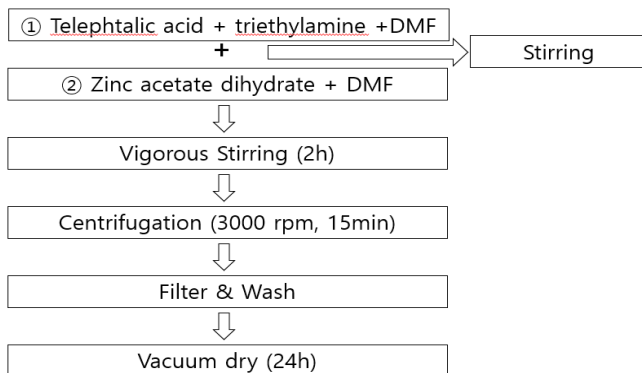 ① Telephtalic acid + triethylamine +DMF
+
Stirring
② Zinc acetate dihydrate + DMF
Vigorous Stirring (2h)
Centrifugation (3000 rpm, 15min)
Filter & Wash
Vacuum dry (24h)